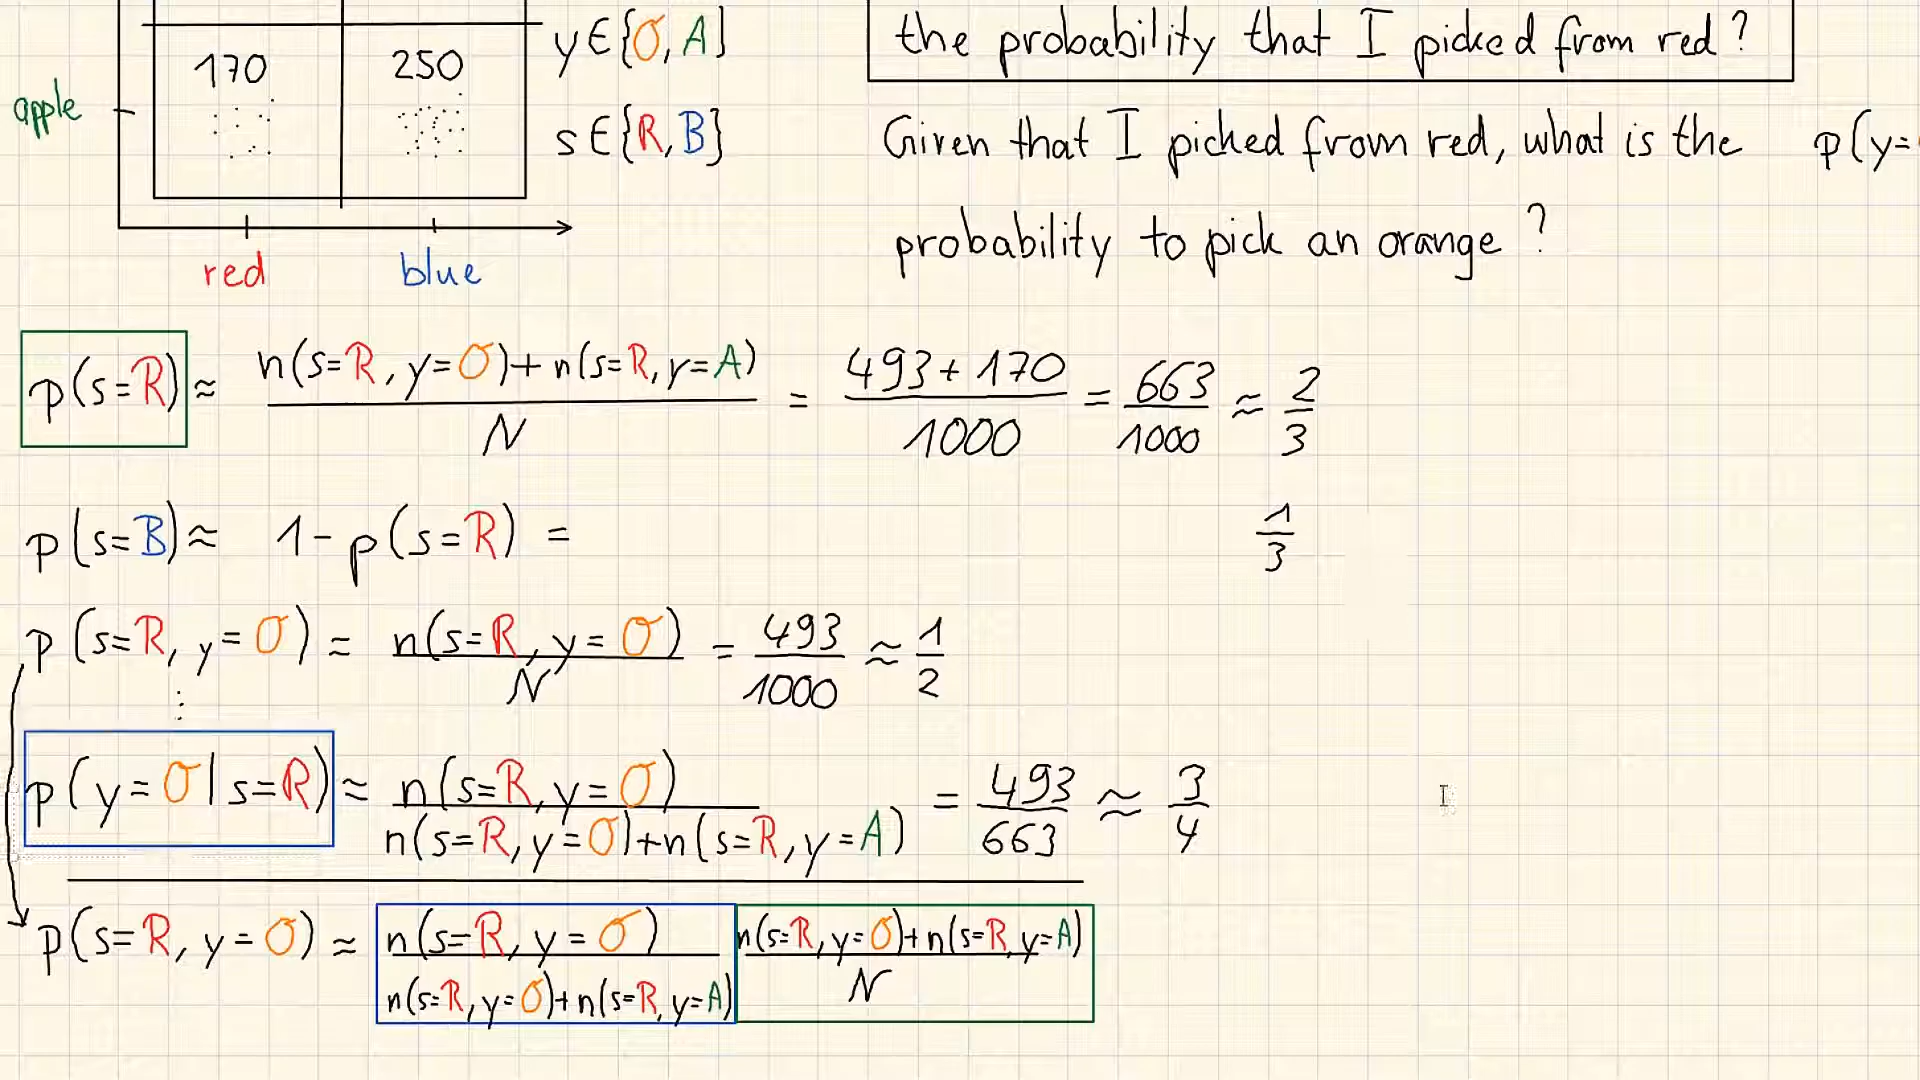 170 250
apple
red blue
y∈{O, A}
s∈{R, B}
the probability that I picked from red?
Given that I picked from red, what is the p(y=
probability to pick an orange?
p(s=R) ≈ n(s=R, y=O)+n(s=R, y=A) / N = 493+170 / 1000 = 663 / 1000 ≈ 2/3
p(s=B) ≈ 1-p(s=R) = 1/3
p(s=R, y=O) ≈ n(s=R, y=O) / N = 493 / 1000 ≈ 1/2
⋮
p(y=O|s=R) ≈ n(s=R, y=O) / n(s=R, y=O)+n(s=R, y=A) = 493 / 663 ≈ 3/4
p(s=R, y=O) ≈ n(s=R, y=O) / n(s=R, y=O)+n(s=R, y=A) n(s=R, y=O)+n(s=R, y=A) / N